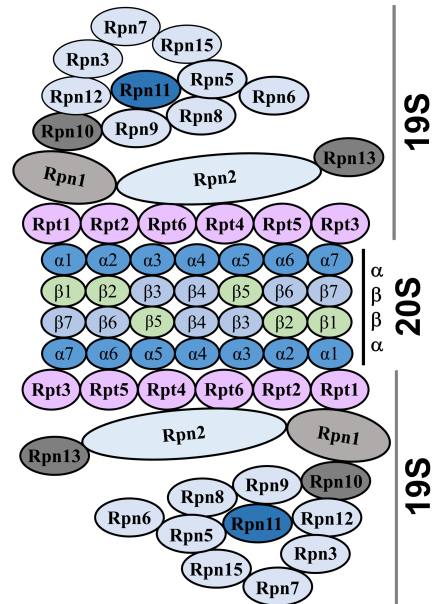 Rpn7
Rpn3 Rpn15
Rpn12 Rpn11 Rpn5 Rpn6
Rpn10 Rpn9 Rpn8
Rpn1 Rpn2 Rpn13
Rpt1 Rpt2 Rpt6 Rpt4 Rpt5 Rpt3
19S
α1 α2 α3 α4 α5 α6 α7 α
β1 β2 β3 β4 β5 β6 β7 β
β7 β6 β5 β4 β3 β2 β1 β
α7 α6 α5 α4 α3 α2 α1 α
20S
Rpt3 Rpt5 Rpt4 Rpt6 Rpt2 Rpt1
Rpn13 Rpn2 Rpn1
Rpn8 Rpn9 Rpn10
Rpn6 Rpn5 Rpn11 Rpn12
Rpn15 Rpn3
Rpn7
19S